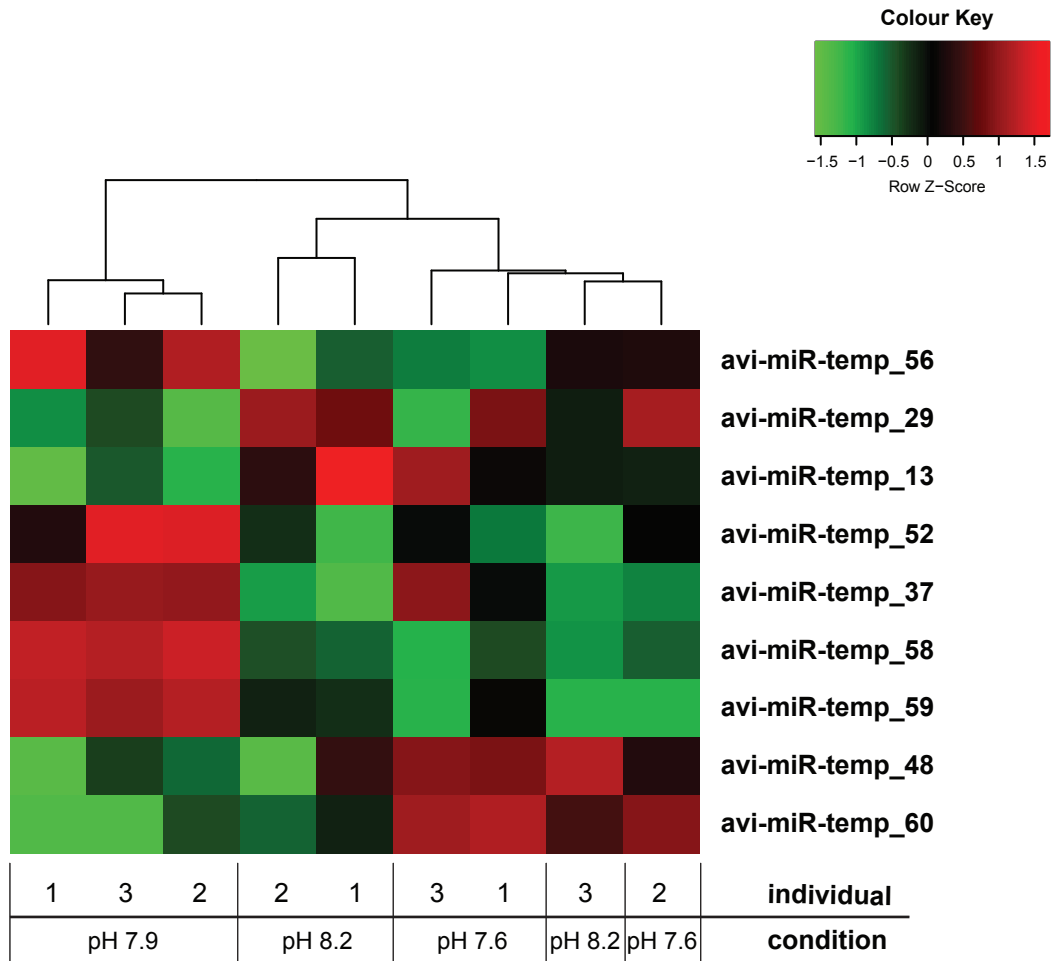 Colour Key
−1.5 −1 −0.5 0 0.5 1 1.5
Row Z−Score
avi-miR-temp_56
avi-miR-temp_29
avi-miR-temp_13
avi-miR-temp_52
avi-miR-temp_37
avi-miR-temp_58
avi-miR-temp_59
avi-miR-temp_48
avi-miR-temp_60
1 3 2 2 1 3 1 3 2 individual
pH 7.9 pH 8.2 pH 7.6 pH 8.2 pH 7.6 condition